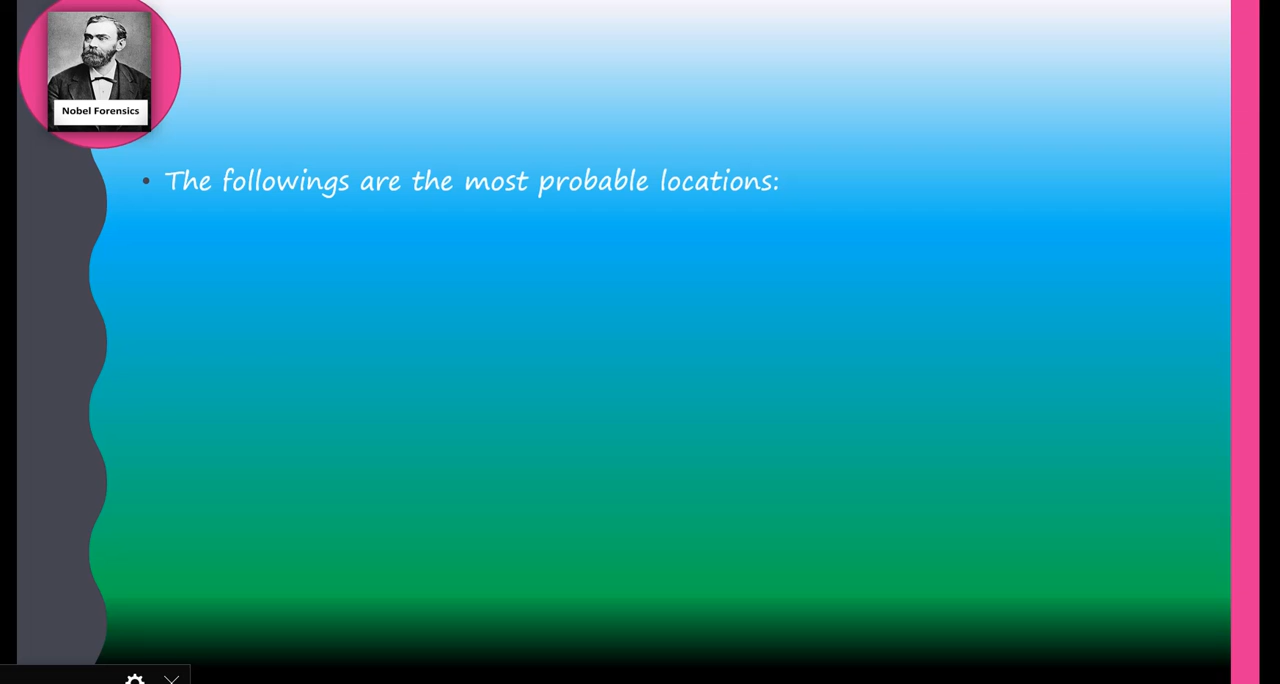 Nobel Forensics
• The followings are the most probable locations: